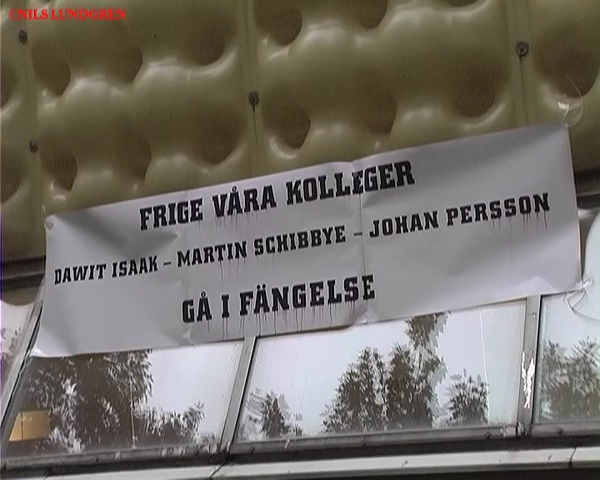 ©NILS LUNDGREN
FRIGE VÅRA KOLLEGER
DAWIT ISAAK – MARTIN SCHIBBYE – JOHAN PERSSON
GÅ I FÄNGELSE